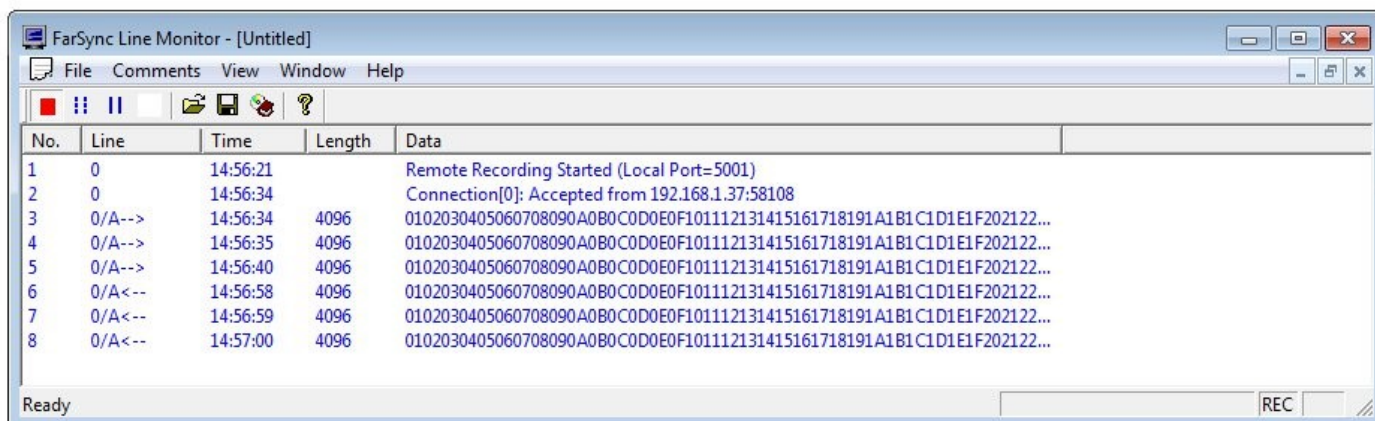 FarSync Line Monitor - [Untitled]
File Comments View Window Help
No. Line Time Length Data
1 0 14:56:21 Remote Recording Started (Local Port=5001)
2 0 14:56:34 Connection[0]: Accepted from 192.168.1.37:58108
3 0/A--> 14:56:34 4096 0102030405060708090A0B0C0D0E0F101112131415161718191A1B1C1D1E1F202122...
4 0/A--> 14:56:35 4096 0102030405060708090A0B0C0D0E0F101112131415161718191A1B1C1D1E1F202122...
5 0/A--> 14:56:40 4096 0102030405060708090A0B0C0D0E0F101112131415161718191A1B1C1D1E1F202122...
6 0/A<-- 14:56:58 4096 0102030405060708090A0B0C0D0E0F101112131415161718191A1B1C1D1E1F202122...
7 0/A<-- 14:56:59 4096 0102030405060708090A0B0C0D0E0F101112131415161718191A1B1C1D1E1F202122...
8 0/A<-- 14:57:00 4096 0102030405060708090A0B0C0D0E0F101112131415161718191A1B1C1D1E1F202122...
Ready REC